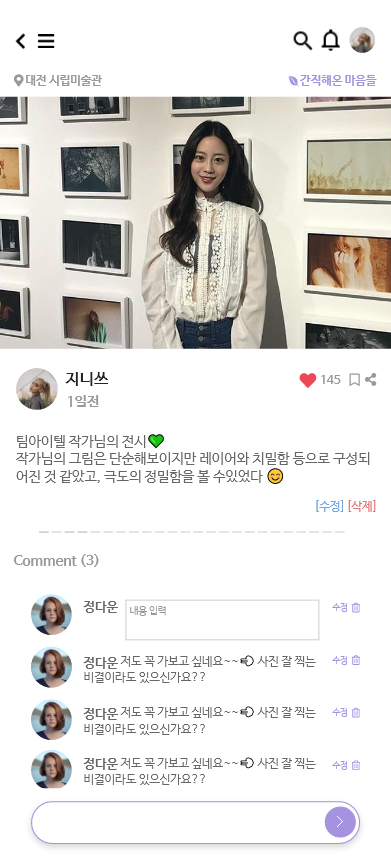 대전 시립미술관
간직해온 마음들
지니쓰
145
1일전
팀아이텔 작가님의 전시💚
작가님의 그림은 단순해보이지만 레이어와 치밀함 등으로 구성되
어진 것 같았고, 극도의 정밀함을 볼 수있었다 😊
[수정] [삭제]
Comment (3)
정다운 내용 입력 수정
정다운 저도 꼭 가보고 싶네요~~💨 사진 잘 찍는 수정
비결이라도 있으신가요??
정다운 저도 꼭 가보고 싶네요~~💨 사진 잘 찍는 수정
비결이라도 있으신가요??
정다운 저도 꼭 가보고 싶네요~~💨 사진 잘 찍는 수정
비결이라도 있으신가요??